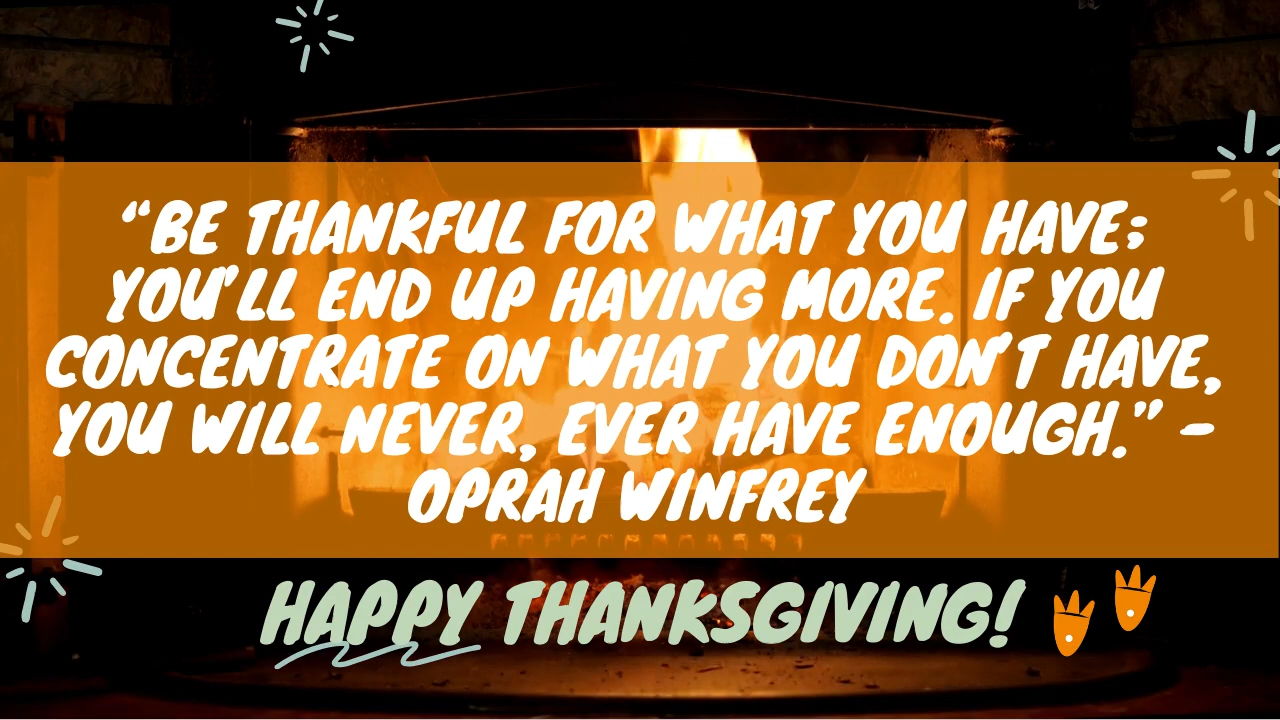 “BE THANKFUL FOR WHAT YOU HAVE;
YOU’LL END UP HAVING MORE. IF YOU
CONCENTRATE ON WHAT YOU DON’T HAVE,
YOU WILL NEVER, EVER HAVE ENOUGH.” -
OPRAH WINFREY
HAPPY THANKSGIVING!